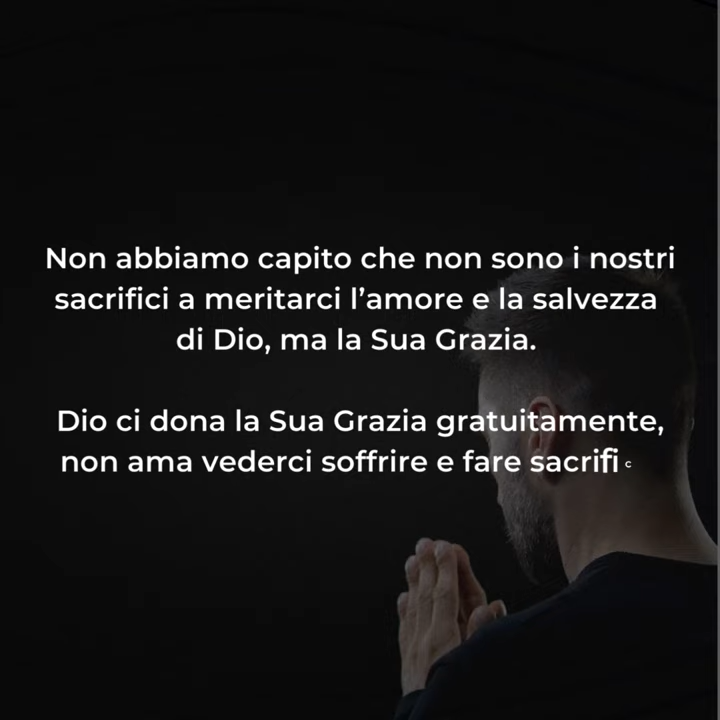 Non abbiamo capito che non sono i nostri
sacrifici a meritarci l’amore e la salvezza
di Dio, ma la Sua Grazia.
Dio ci dona la Sua Grazia gratuitamente,
non ama vederci soffrire e fare sacrifi c